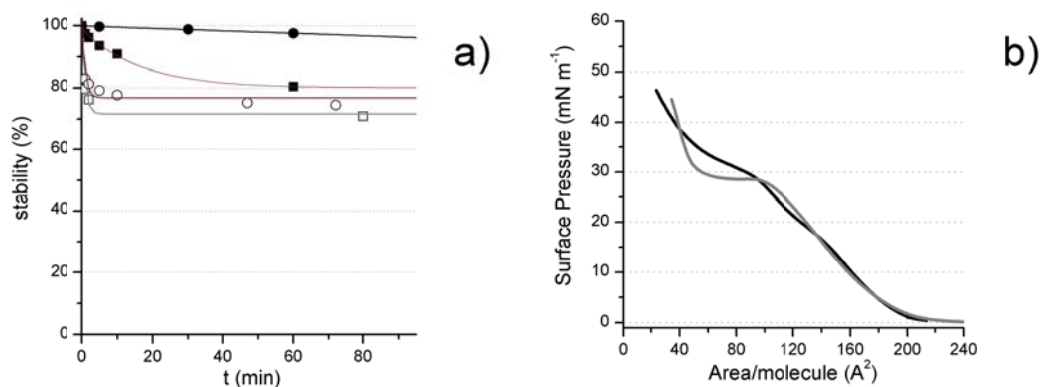 100
80
60
40
20
0
stability (%)
0 20 40 60 80
t (min)
a)
60
50
40
30
20
10
0
Surface Pressure (mN m⁻¹)
0 40 80 120 160 200 240
Area/molecule (A²)
b)